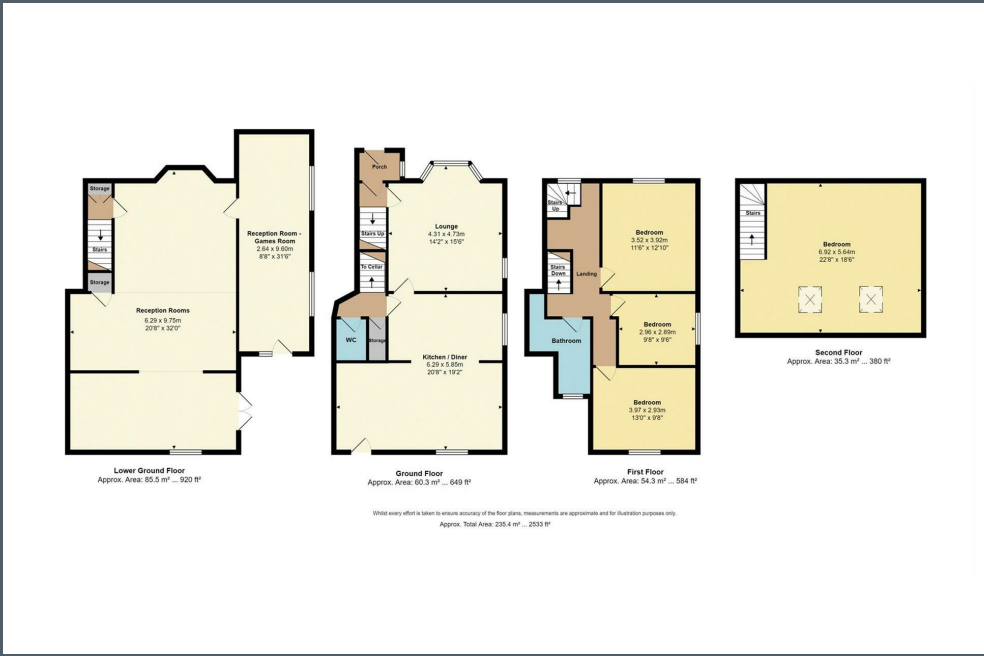 Storage
Stairs
Storage
Reception Room -
Games Room
2.64 x 9.60m
8'8" x 31'6"
Reception Rooms
6.29 x 9.75m
20'8" x 32'0"
Lower Ground Floor
Approx. Area: 85.5 m² ... 920 ft²
Porch
Stairs Up
To Cellar
Lounge
4.31 x 4.73m
14'2" x 15'6"
WC
Storage
Kitchen / Diner
6.29 x 5.85m
20'8" x 19'2"
Ground Floor
Approx. Area: 60.3 m² ... 649 ft²
Stairs
Up
Stairs
Down
Landing
Bedroom
3.52 x 3.92m
11'6" x 12'10"
Bedroom
2.96 x 2.89m
9'8" x 9'6"
Bathroom
Bedroom
3.97 x 2.93m
13'0" x 9'8"
First Floor
Approx. Area: 54.3 m² ... 584 ft²
Stairs
Bedroom
6.92 x 5.64m
22'8" x 18'6"
Second Floor
Approx. Area: 35.3 m² ... 380 ft²
Whilst every effort is taken to ensure accuracy of the floor plans, measurements are approximate and for illustration purposes only.
Approx. Total Area: 235.4 m² ... 2533 ft²